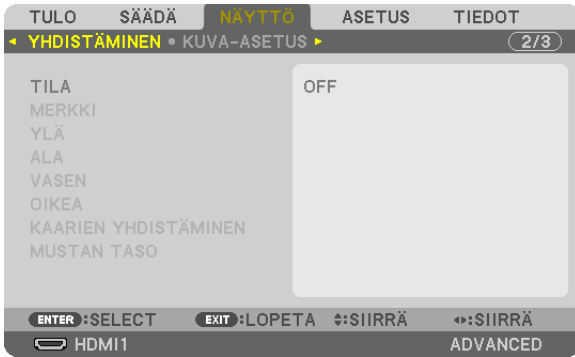 TULO SÄÄDÄ NÄYTTÖ ASETUS TIEDOT
YHDISTÄMINEN • KUVA-ASETUS 2/3
TILA OFF
MERKKI
YLÄ
ALA
VASEN
OIKEA
KAARIEN YHDISTÄMINEN
MUSTAN TASO
ENTER :SELECT EXIT :LOPETA :SIIRRÄ :SIIRRÄ
HDMI1 ADVANCED